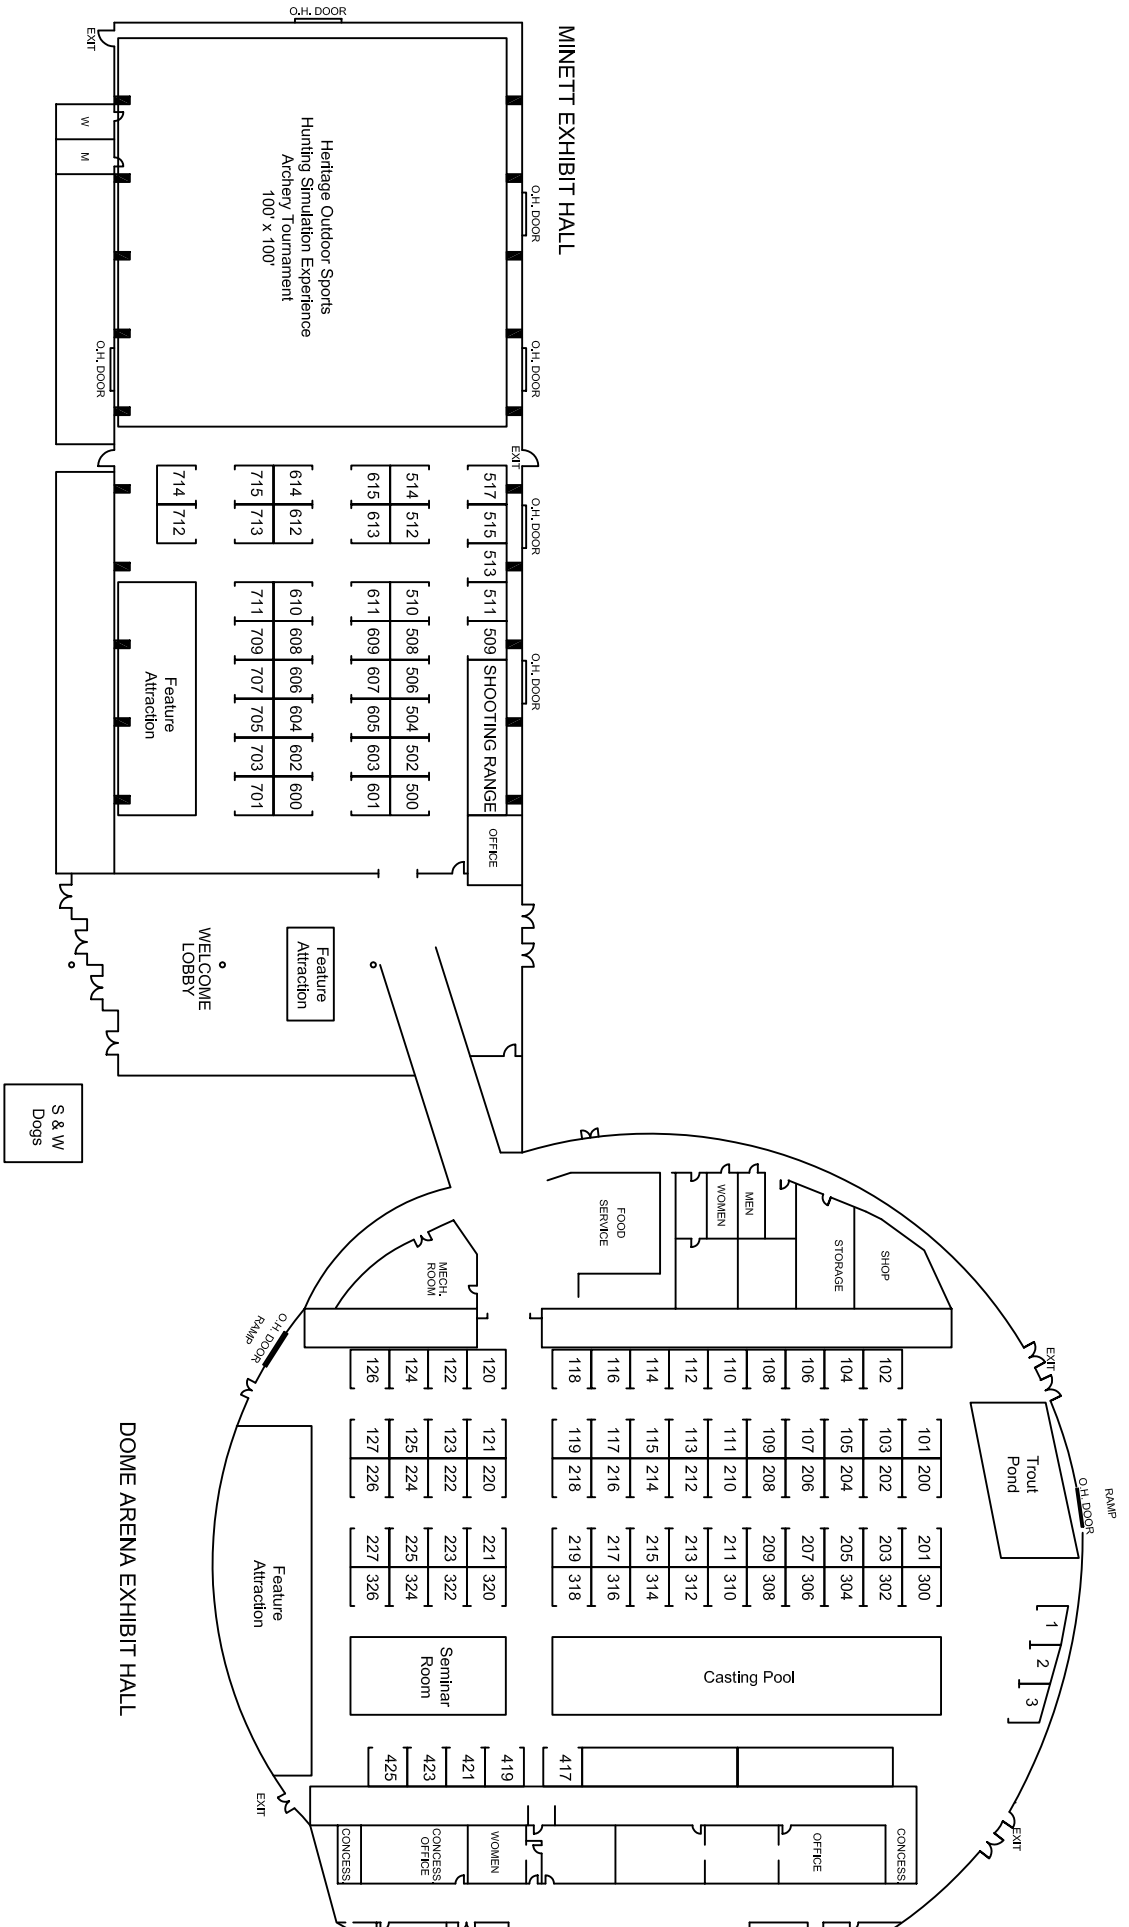 MINETT EXHIBIT HALL
O.H. DOOR
EXIT
W
M
Heritage Outdoor Sports
Hunting Simulation Experience
Archery Tournament
100' x 100'
O.H. DOOR
O.H. DOOR
O.H. DOOR
EXIT
O.H. DOOR
O.H. DOOR
517
515
513
511
509
SHOOTING RANGE
OFFICE
514
512
510
508
506
504
502
500
615
613
611
609
607
605
603
601
614
612
610
608
606
604
602
600
715
713
711
709
707
705
703
701
714
712
Feature
Attraction
WELCOME
LOBBY
Feature
Attraction
S & W
Dogs
DOME ARENA EXHIBIT HALL
FOOD
SERVICE
WOMEN
MEN
STORAGE
SHOP
MECH.
ROOM
O.H. DOOR
RAMP
EXIT
Trout
Pond
RAMP
O.H. DOOR
126
124
122
120
118
116
114
112
110
108
106
104
102
127
125
123
121
119
117
115
113
111
109
107
105
103
101
226
224
222
220
218
216
214
212
210
208
206
204
202
200
227
225
223
221
219
217
215
213
211
209
207
205
203
201
326
324
322
320
318
316
314
312
310
308
306
304
302
300
1
2
3
Feature
Attraction
Seminar
Room
Casting Pool
425
423
421
419
417
EXIT
EXIT
CONCESS.
CONCESS.
OFFICE
WOMEN
OFFICE
CONCESS.